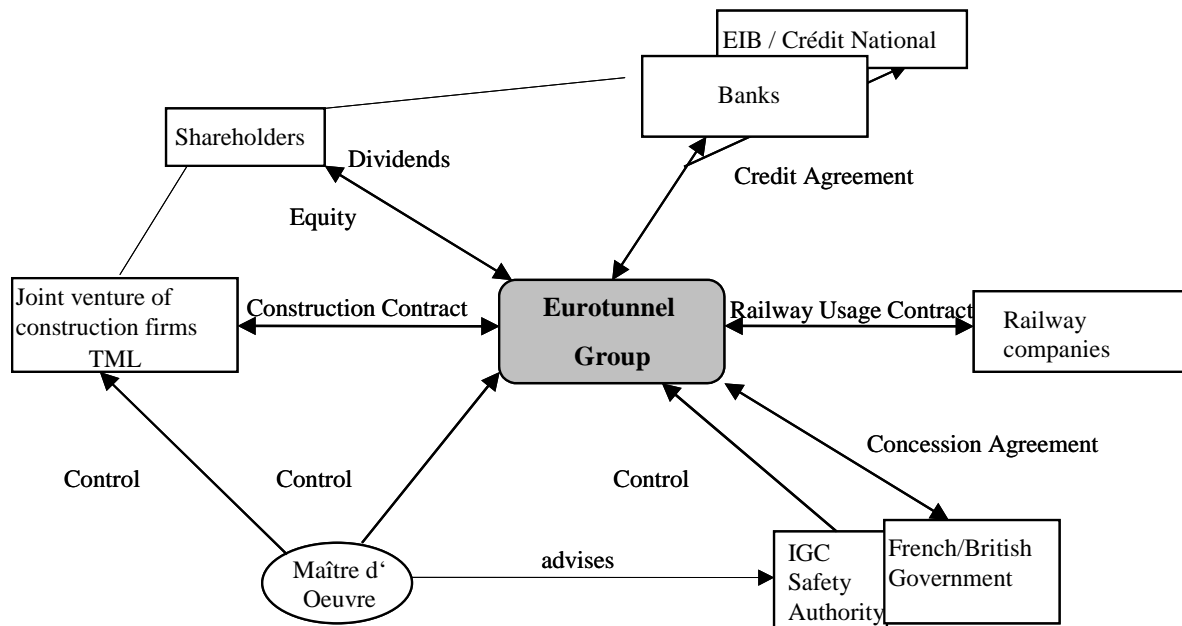 EIB / Crédit National
Banks
Shareholders
Dividends
Credit Agreement
Equity
Joint venture of
construction firms
TML
Construction Contract
Eurotunnel
Group
Railway Usage Contract
Railway
companies
Concession Agreement
Control
Control
Control
Maître d‘
Oeuvre
advises
IGC
Safety
Authority
French/British
Government